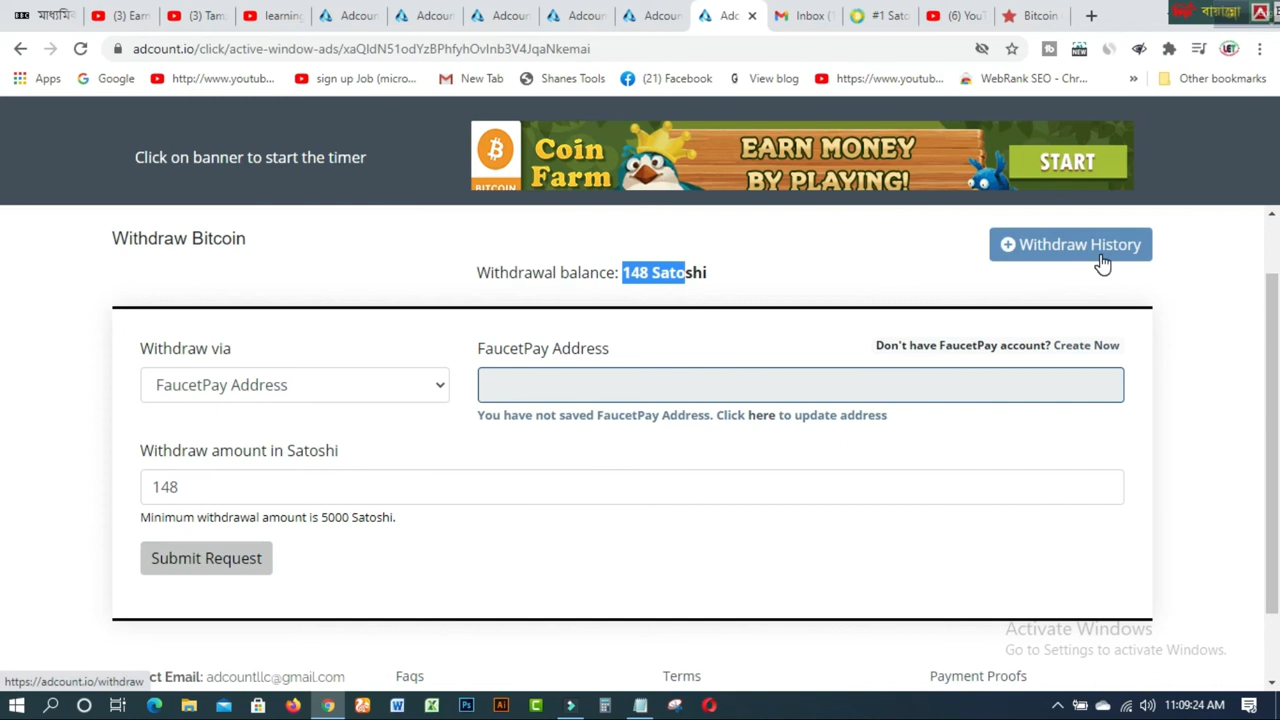 মাধ্যমি (3) Earn (3) Tam learning Adcoun Adcoun Adcou Adcoun Adcoun Adc Inbox ( #1 Sato (6) You Bitcoin
বায়ান্নো
adcount.io/click/active-window-ads/xaQIdN51odYzBPhfyhOvInb3V4JqaNkemai
Apps Google http://www.youtub... sign up Job (micro... New Tab Shanes Tools (21) Facebook View blog https://www.youtub... WebRank SEO - Chr... » Other bookmarks
Click on banner to start the timer
BITCOIN
Coin Farm
EARN MONEY BY PLAYING!
START
Withdraw Bitcoin
Withdraw History
Withdrawal balance: 148 Satoshi
Withdraw via
FaucetPay Address
Don't have FaucetPay account? Create Now
FaucetPay Address
You have not saved FaucetPay Address. Click here to update address
Withdraw amount in Satoshi
148
Minimum withdrawal amount is 5000 Satoshi.
Submit Request
Activate Windows
Go to Settings to activate Windows.
https://adcount.io/withdraw
ct Email: adcountllc@gmail.com Faqs Terms Payment Proofs
11:09:24 AM